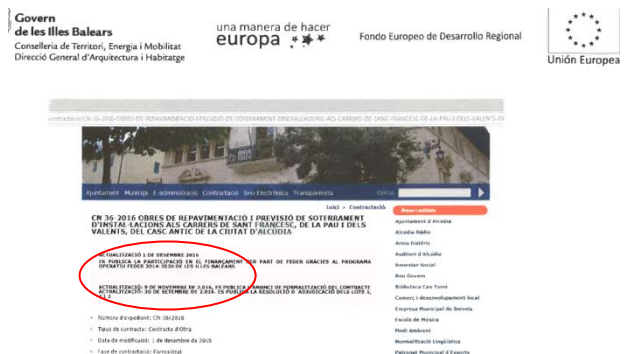 Govern
de les Illes Balears
Conselleria de Territori, Energia i Mobilitat
Direcció General d'Arquitectura i Habitatge
una manera de hacer
europa
Fondo Europeo de Desarrollo Regional
Unión Europea
Ajuntament Municipi E-administració Contractació Seu Electrònica Transparència
Inici > Contractació
CN 36-2016 OBRES DE REPAVIMENTACIÓ I PREVISIÓ DE SOTERRAMENT
D'INSTAL·LACIONS ALS CARRERS DE SANT FRANCESC, DE LA PAU I DELS
VALENTS, DEL CASC ANTIC DE LA CIUTAT D'ALCÚDIA
ACTUALITZACIÓ 1 DE DESEMBRE 2016
ES PUBLICA LA PARTICIPACIÓ EN EL FINANÇAMENT PER PART DE FEDER GRÀCIES AL PROGRAMA
OPERATIU FEDER 2014-2020 DE LES ILLES BALEARS
ACTUALITZACIÓ: 9 DE NOVEMBRE DE 2.016, ES PUBLICA L'ANUNCI DE FORMALITZACIÓ DEL CONTRACTE
ACTUALITZACIÓ: 30 DE SETEMBRE DE 2.016. ES PUBLICA LA RESOLUCIÓ D' ADJUDICACIÓ DELS LOTS 1,
Número d'expedient: CN-36/2016
Tipus de contracte: Contracte d'Obra
Data de modificació: 1 de desembre de 2016
Fase de contractació: Formalitzat
Ajuntament d'Alcúdia
Alcúdia Ràdio
Arxiu històric
Auditori d'Alcúdia
Benestar Social
Bon Govern
Biblioteca Can Torró
Comerç i desenvolupament local
Empresa Municipal de Serveis
Escola de Música
Medi Ambient
Normalització Lingüística
Patronat Municipal d'Esports